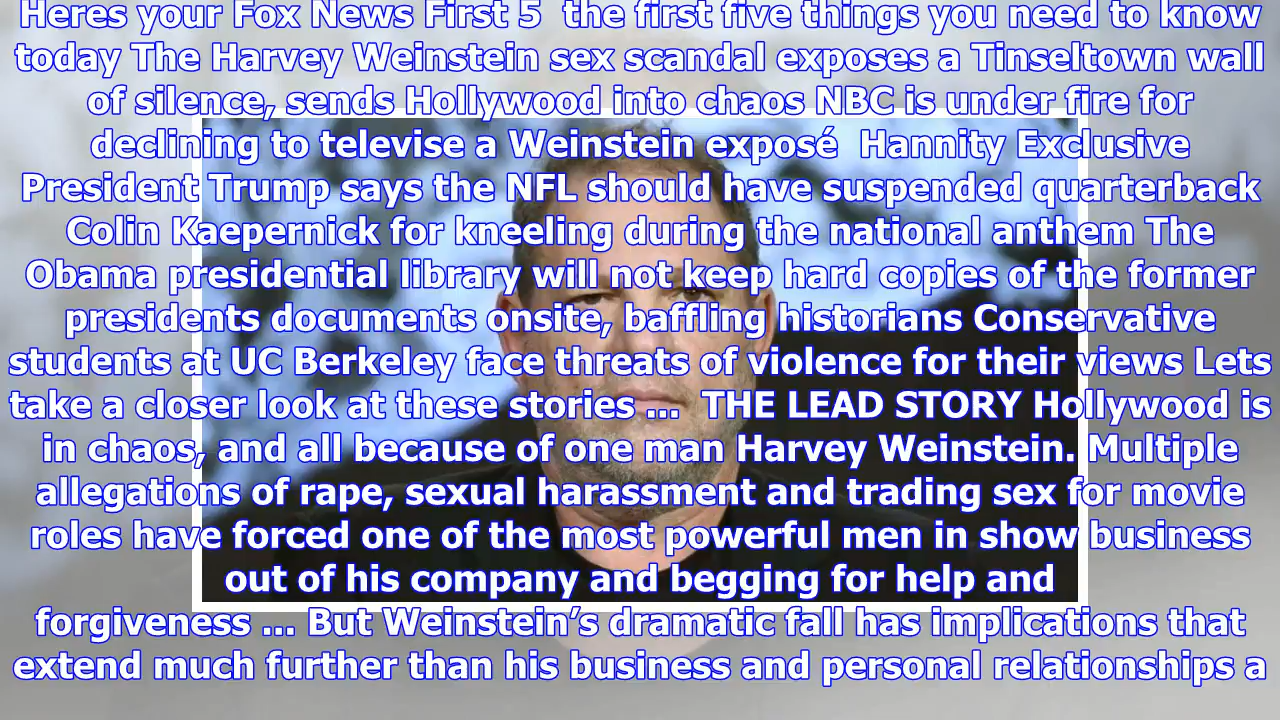 Heres your Fox News First 5  the first five things you need to know
today The Harvey Weinstein sex scandal exposes a Tinseltown wall
of silence, sends Hollywood into chaos NBC is under fire for
declining to televise a Weinstein exposé  Hannity Exclusive
President Trump says the NFL should have suspended quarterback
Colin Kaepernick for kneeling during the national anthem The
Obama presidential library will not keep hard copies of the former
presidents documents onsite, baffling historians Conservative
students at UC Berkeley face threats of violence for their views Lets
take a closer look at these stories ...  THE LEAD STORY Hollywood is
in chaos, and all because of one man Harvey Weinstein. Multiple
allegations of rape, sexual harassment and trading sex for movie
roles have forced one of the most powerful men in show business
out of his company and begging for help and
forgiveness ... But Weinstein’s dramatic fall has implications that
extend much further than his business and personal relationships a